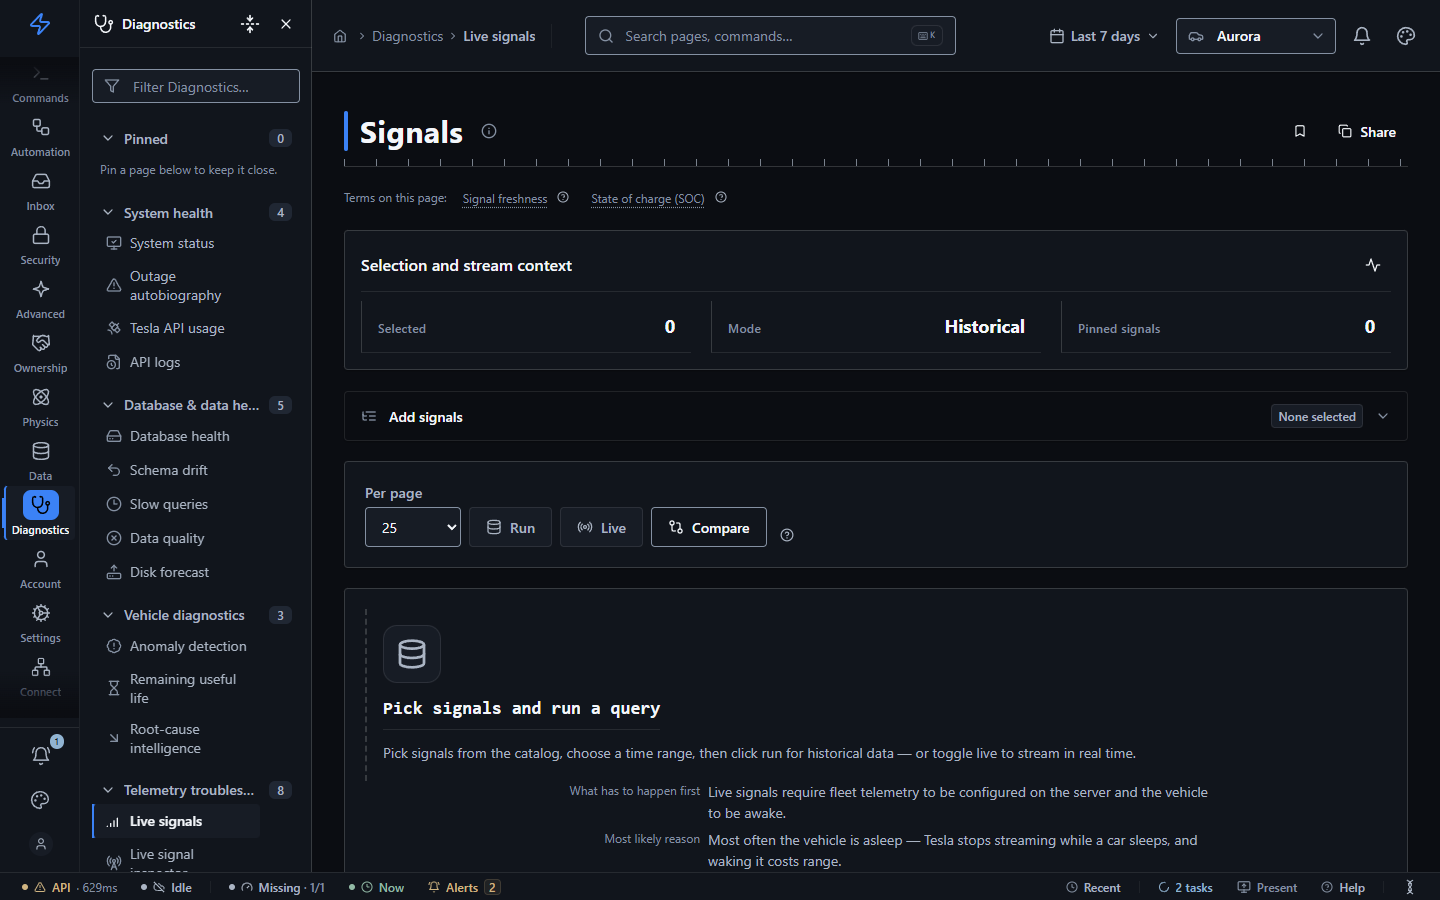 Diagnostics
Diagnostics
Live signals
Search pages, commands...
K
Last 7 days
Aurora
Commands
Automation
Inbox
Security
Advanced
Ownership
Physics
Data
Diagnostics
Account
Settings
Connect
1
Filter Diagnostics...
Pinned
0
Pin a page below to keep it close.
System health
4
System status
Outage
autobiography
Tesla API usage
API logs
Database & data he...
5
Database health
Schema drift
Slow queries
Data quality
Disk forecast
Vehicle diagnostics
3
Anomaly detection
Remaining useful
life
Root-cause
intelligence
Telemetry troubles...
8
Live signals
Live signal
inspector
Signals
Share
Terms on this page:
Signal freshness
State of charge (SOC)
Selection and stream context
Selected
0
Mode
Historical
Pinned signals
0
Add signals
None selected
Per page
25
Run
Live
Compare
Pick signals and run a query
Pick signals from the catalog, choose a time range, then click run for historical data — or toggle live to stream in real time.
What has to happen first
Live signals require fleet telemetry to be configured on the server and the vehicle
to be awake.
Most likely reason
Most often the vehicle is asleep — Tesla stops streaming while a car sleeps, and
waking it costs range.
API · 629ms
Idle
Missing · 1/1
Now
Alerts 2
Recent
2 tasks
Present
Help